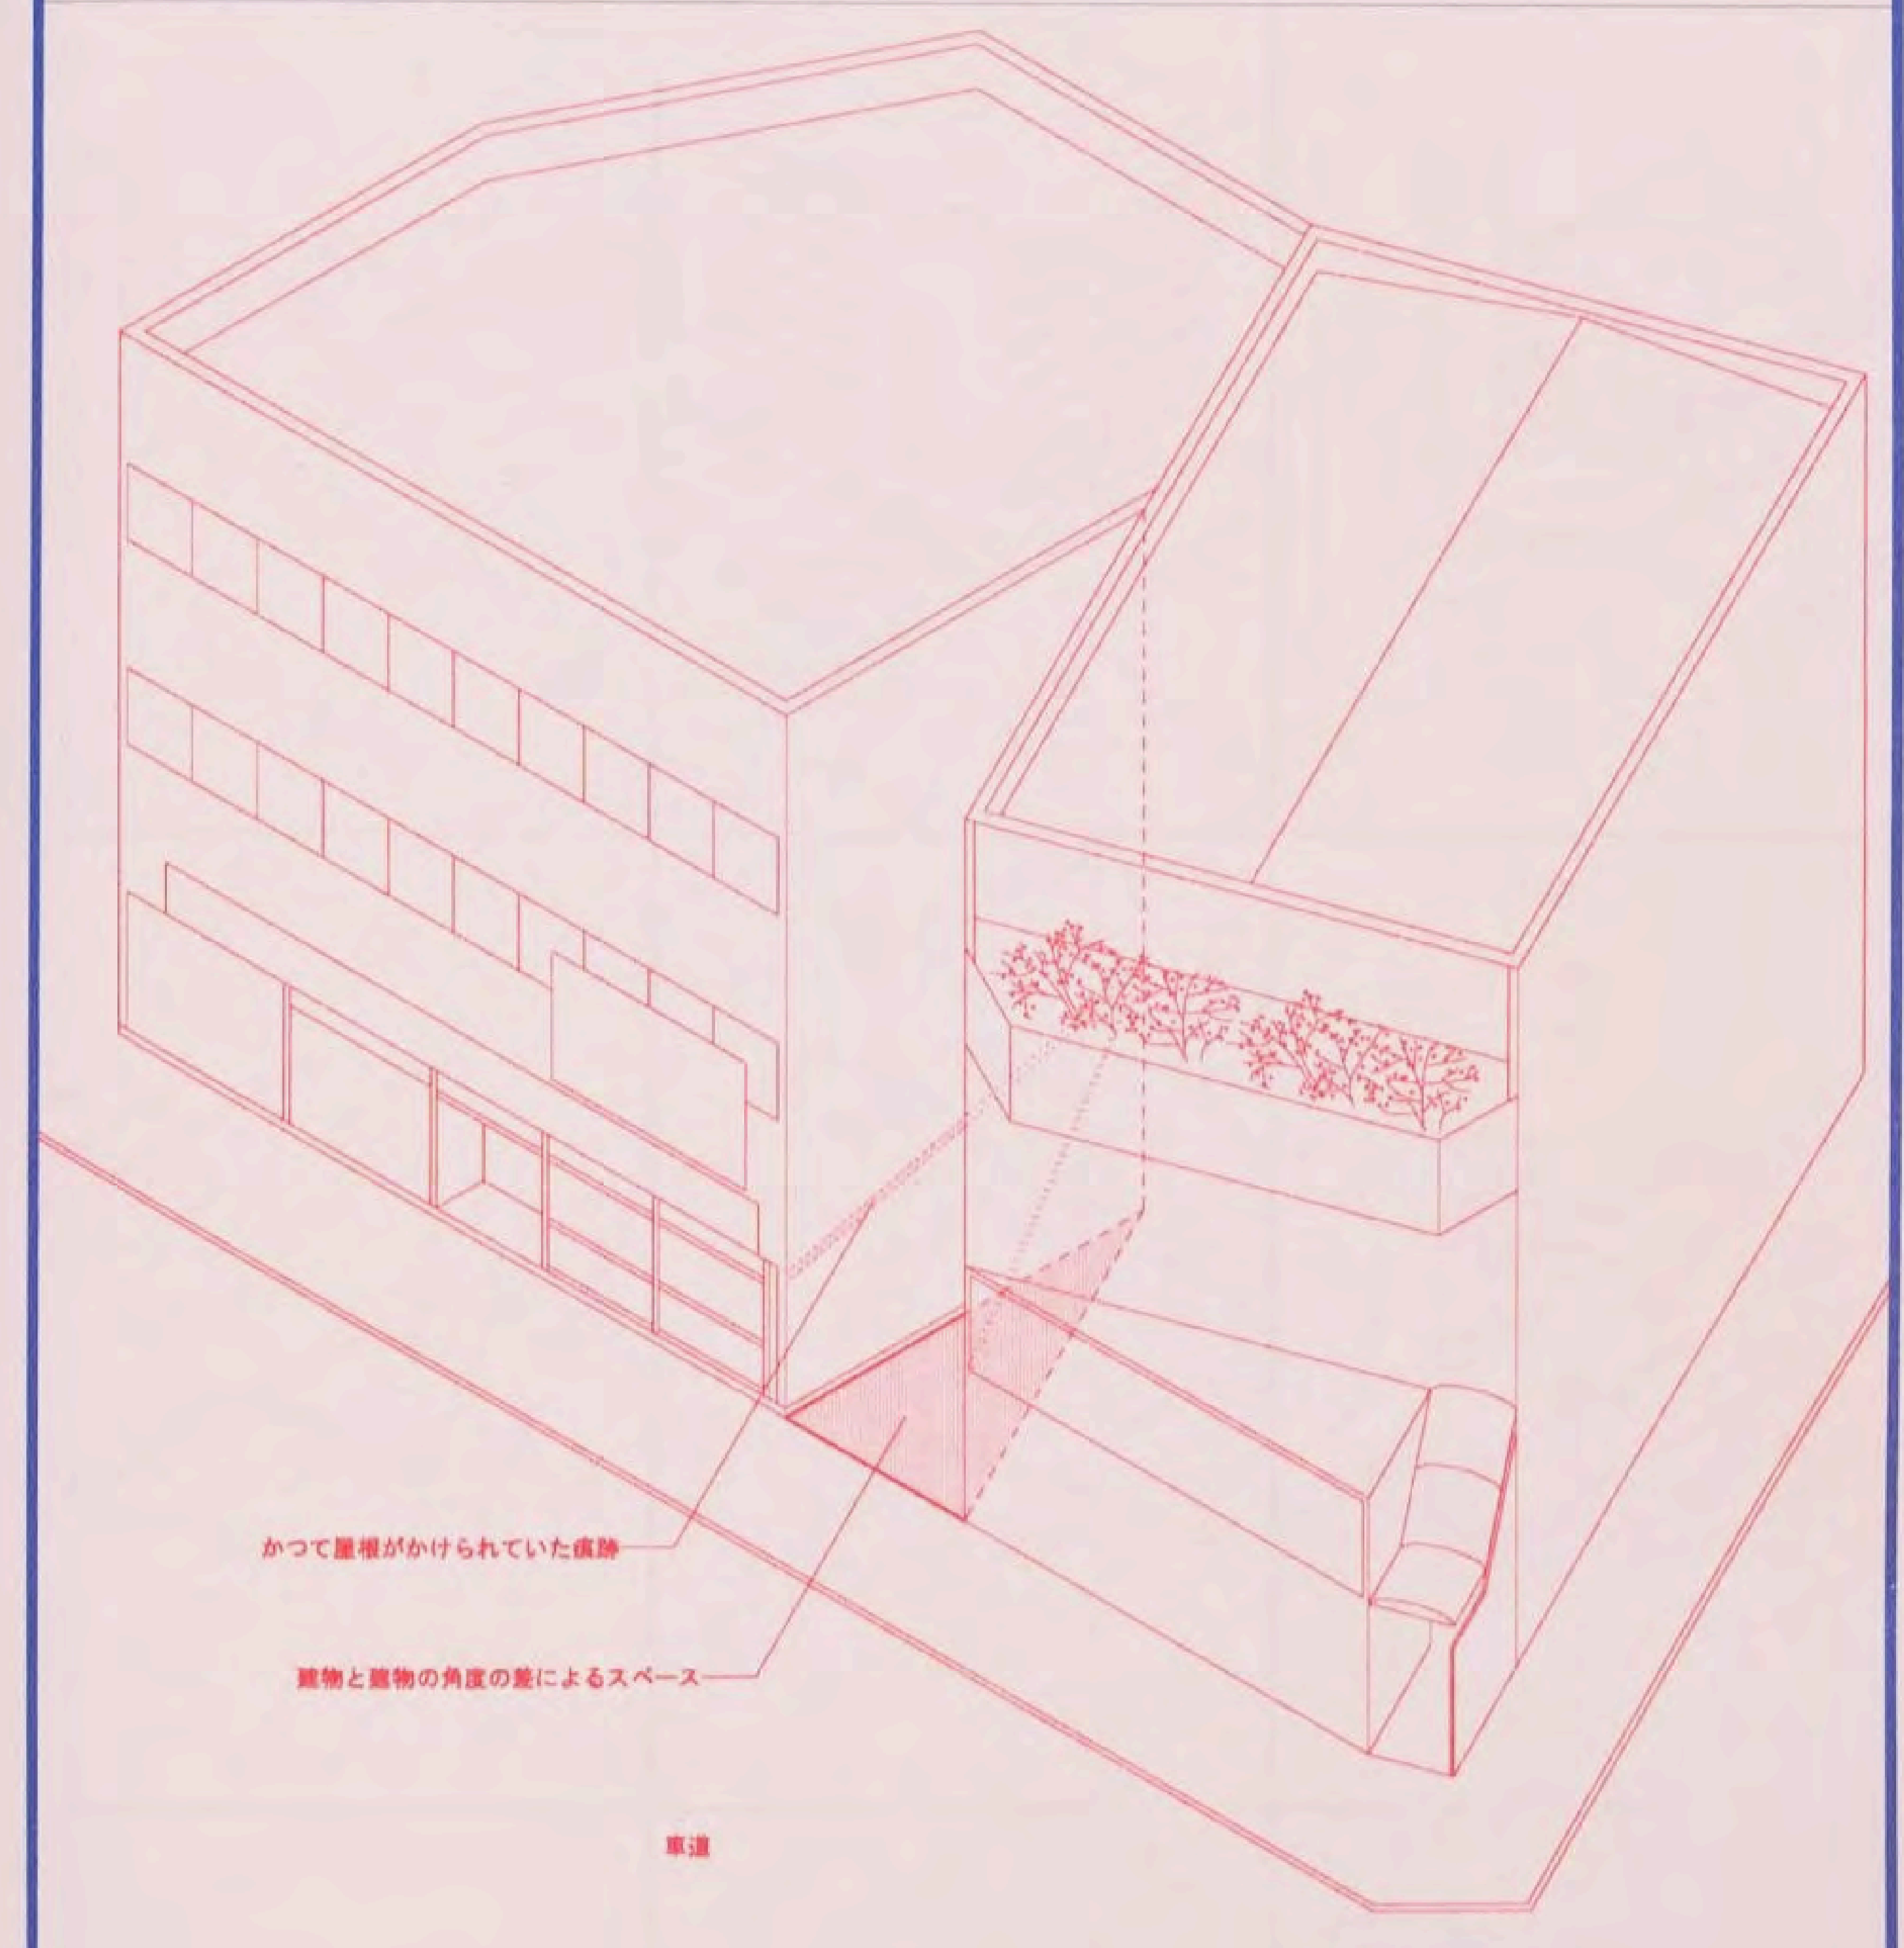 かつて屋根がかけられていた痕跡
建物と建物の角度の差によるスペース
車道